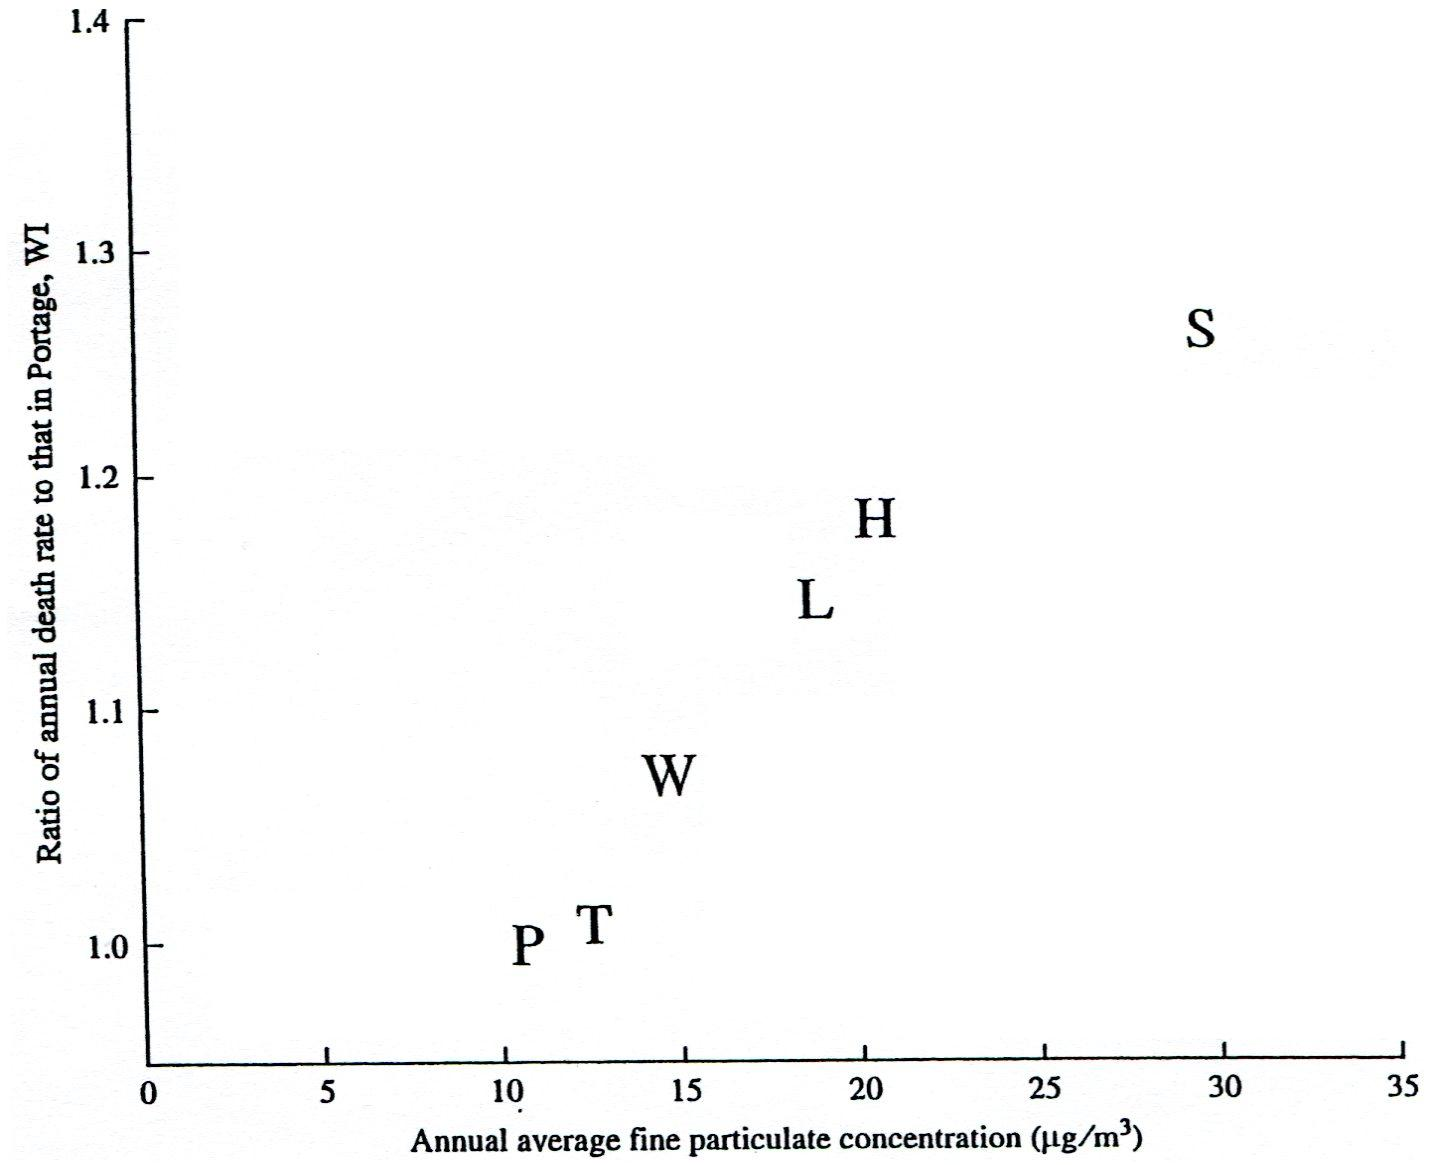 1.4
1.3
1.2
1.1
1.0
Ratio of annual death rate to that in Portage, WI
S
H
L
W
T
P
0 5 10 15 20 25 30 35
Annual average fine particulate concentration (μg/m³)